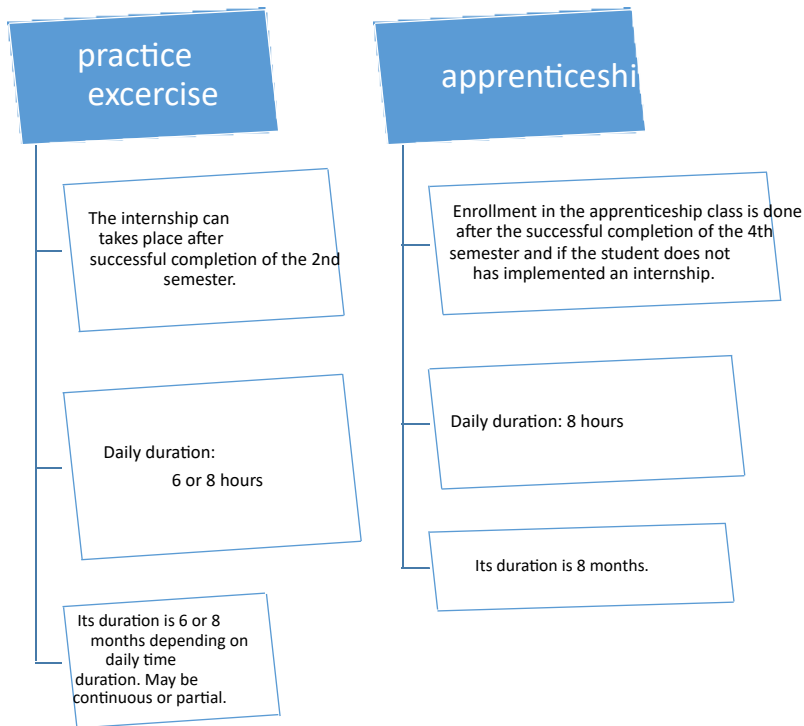 practice
excercise
The internship can
takes place after
successful completion of the 2nd
semester.
Daily duration:
6 or 8 hours
Its duration is 6 or 8
months depending on
daily time
duration. May be
continuous or partial.
apprenticeshi
Enrollment in the apprenticeship class is done
after the successful completion of the 4th
semester and if the student does not
has implemented an internship.
Daily duration: 8 hours
Its duration is 8 months.